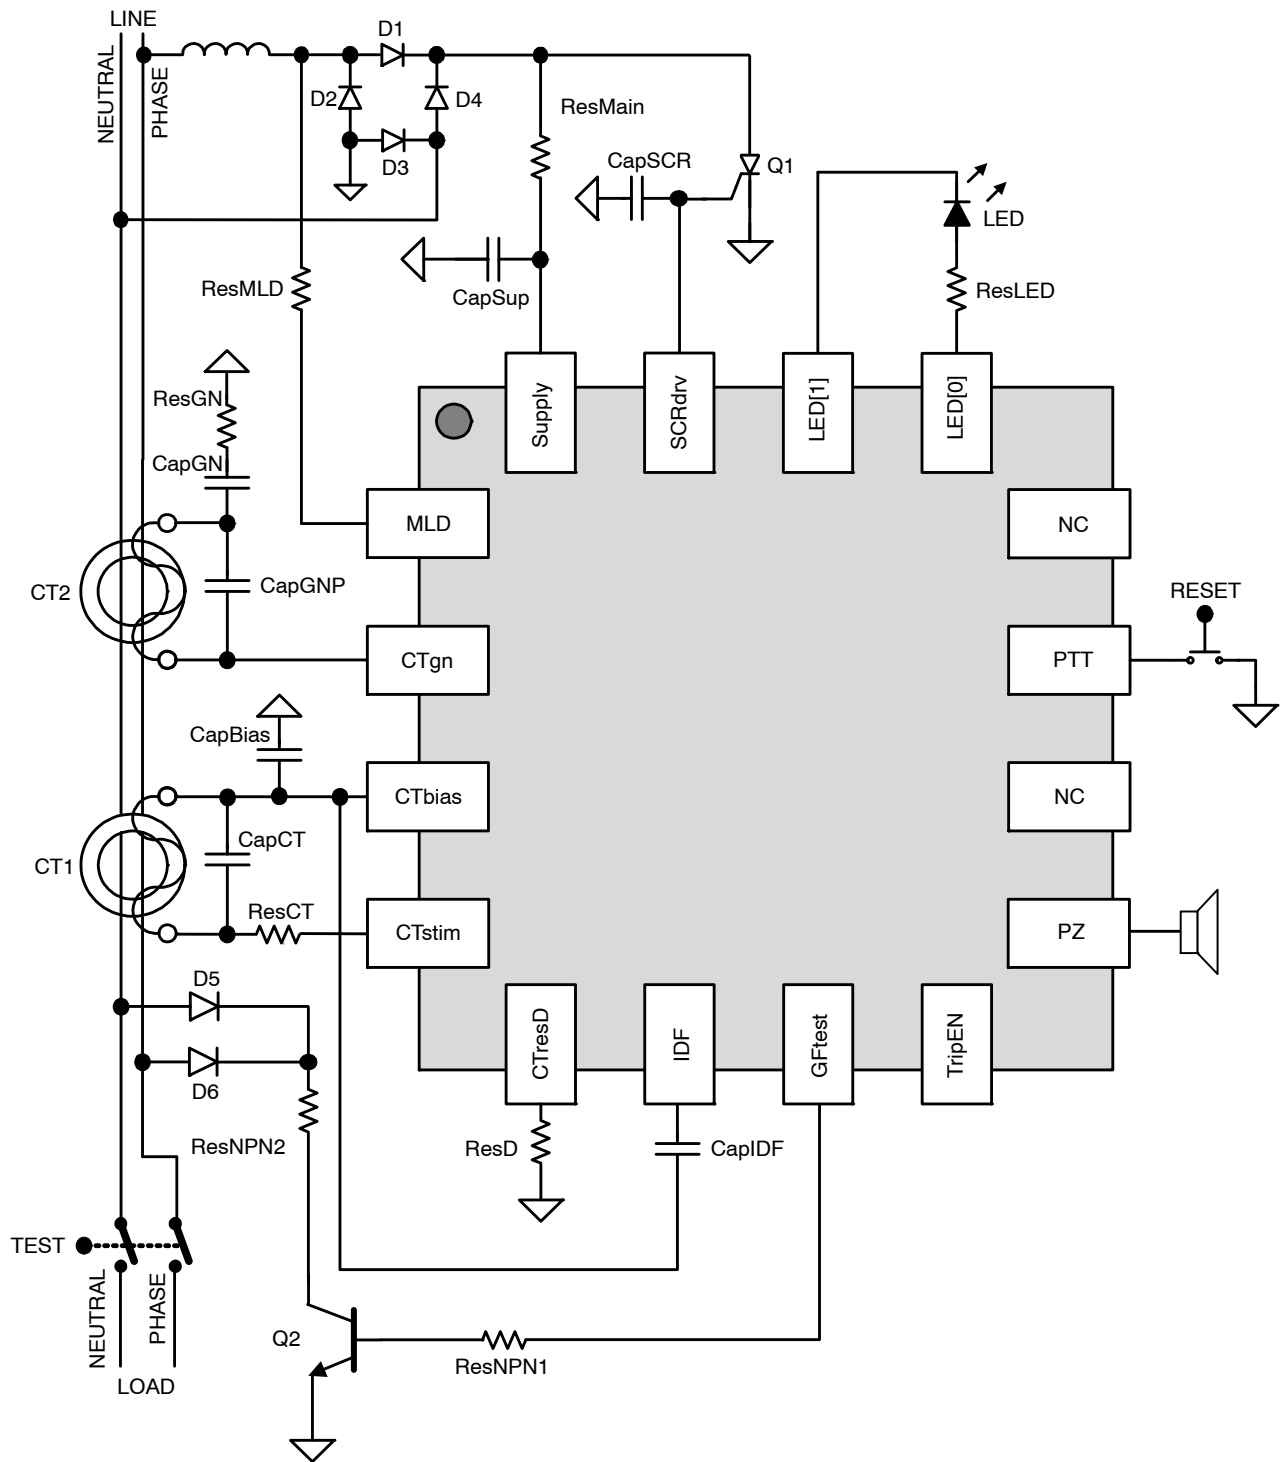 LINE
NEUTRAL
PHASE
D1
D2
D4
D3
ResMain
CapSCR
Q1
LED
ResLED
CapSup
ResMLD
ResGN
CapGN
Supply
SCRdrv
LED[1]
LED[0]
MLD
NC
CT2
CapGNP
RESET
CTgn
PTT
CapBias
CTbias
NC
CapCT
CT1
ResCT
CTstim
PZ
D5
D6
CTresD
IDF
GFtest
TripEN
ResNPN2
ResD
CapIDF
TEST
NEUTRAL
PHASE
LOAD
Q2
ResNPN1